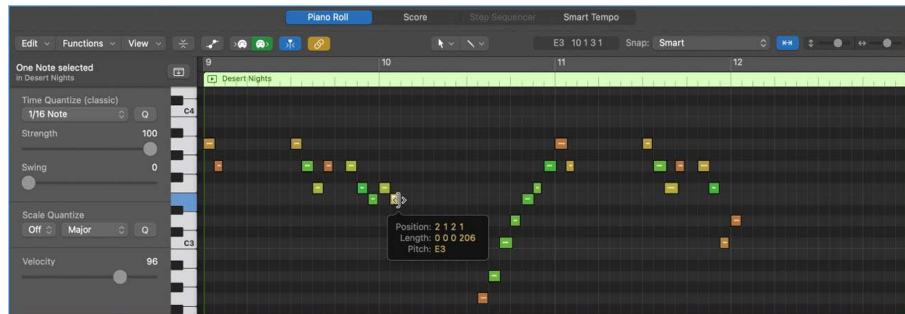 Piano Roll Score Step Sequencer Smart Tempo
Edit Functions View E3 10 1 3 1 Snap: Smart
One Note selected
in Desert Nights
9 10 11 12
Desert Nights
Time Quantize (classic)
1/16 Note Q
Strength 100
Swing 0
Scale Quantize
Off Major Q
Velocity 96
C4
C3
Position: 2 1 2 1
Length: 0 0 0 206
Pitch: E3